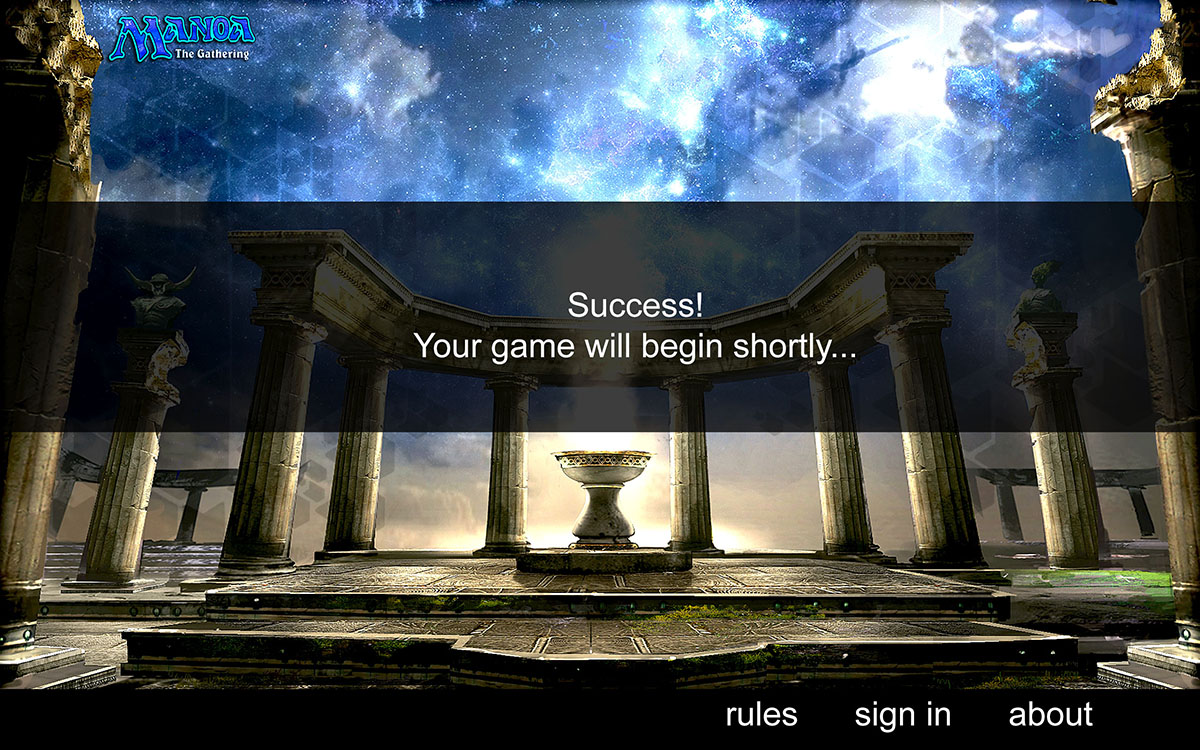 MANOA
The Gathering
Success!
Your game will begin shortly...
rules sign in about